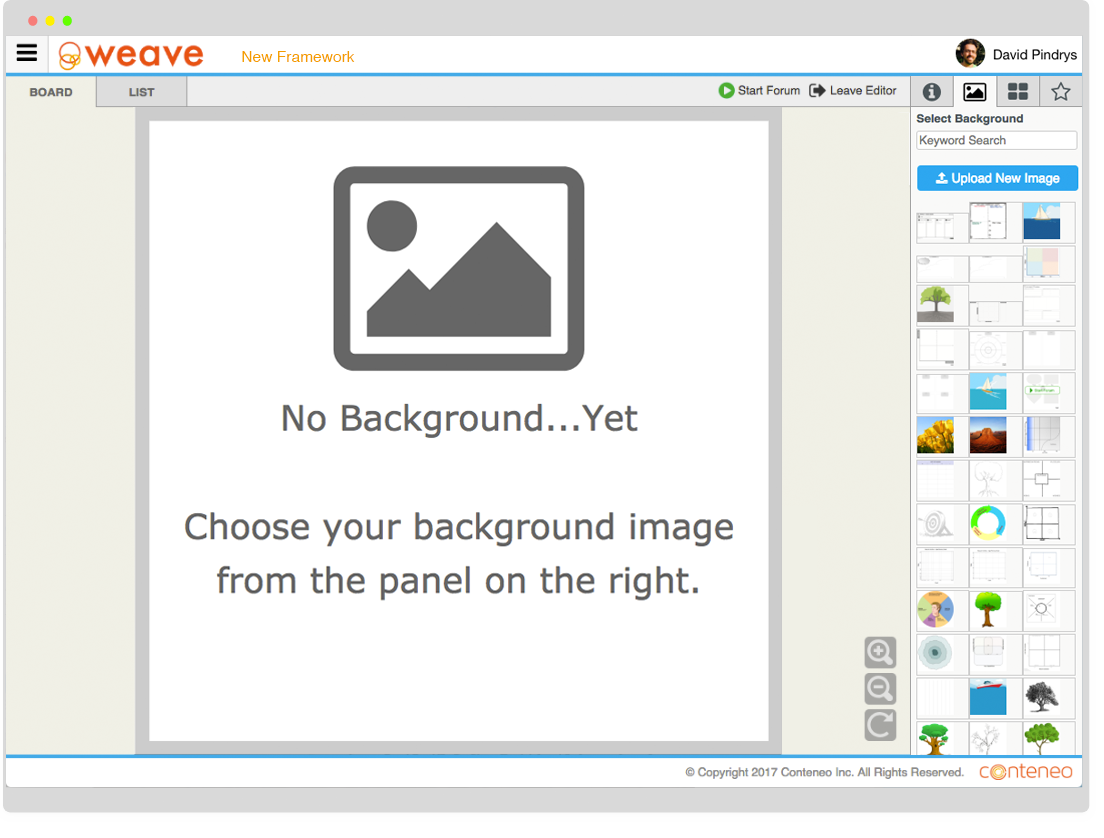 weave
New Framework
David Pindrys
BOARD
LIST
Start Forum
Leave Editor
Select Background
Keyword Search
Upload New Image
No Background...Yet
Choose your background image
from the panel on the right.
© Copyright 2017 Conteneo Inc. All Rights Reserved.
conteneo